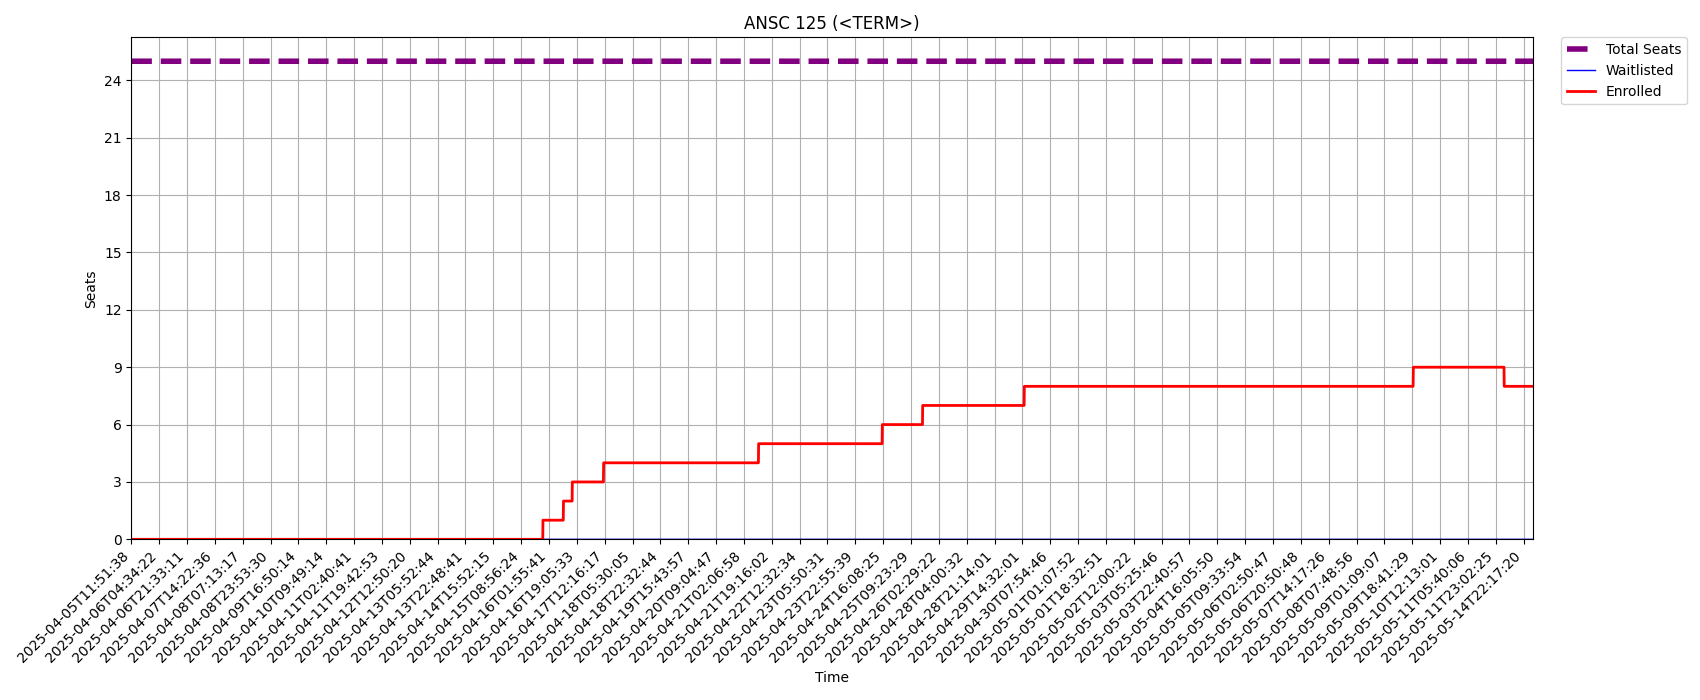 ANSC 125 (<TERM>)
Total Seats
Waitlisted
Enrolled
Seats
24
21
18
15
12
9
6
3
0
2025-04-05T11:51:38
2025-04-06T04:34:22
2025-04-06T21:33:11
2025-04-07T14:22:36
2025-04-08T07:13:17
2025-04-08T23:53:30
2025-04-09T16:50:14
2025-04-10T09:49:14
2025-04-11T02:40:41
2025-04-11T19:42:53
2025-04-12T12:50:20
2025-04-13T05:52:44
2025-04-13T22:48:41
2025-04-14T15:52:15
2025-04-15T08:56:24
2025-04-16T01:55:41
2025-04-16T19:05:33
2025-04-17T12:16:17
2025-04-18T05:30:05
2025-04-18T22:32:44
2025-04-19T15:43:57
2025-04-20T09:04:47
2025-04-21T02:06:58
2025-04-21T19:16:02
2025-04-22T12:32:34
2025-04-23T05:50:31
2025-04-23T22:55:39
2025-04-24T16:08:25
2025-04-25T09:23:29
2025-04-26T02:29:22
2025-04-28T04:00:32
2025-04-28T21:14:01
2025-04-29T14:32:01
2025-04-30T07:54:46
2025-05-01T01:07:52
2025-05-01T18:32:51
2025-05-02T12:00:22
2025-05-03T05:25:46
2025-05-03T22:40:57
2025-05-04T16:05:50
2025-05-05T09:33:54
2025-05-06T02:50:47
2025-05-06T20:50:48
2025-05-07T14:17:26
2025-05-08T07:48:56
2025-05-09T01:09:07
2025-05-09T18:41:29
2025-05-10T12:13:01
2025-05-11T05:40:06
2025-05-11T23:02:25
2025-05-14T22:17:20
Time